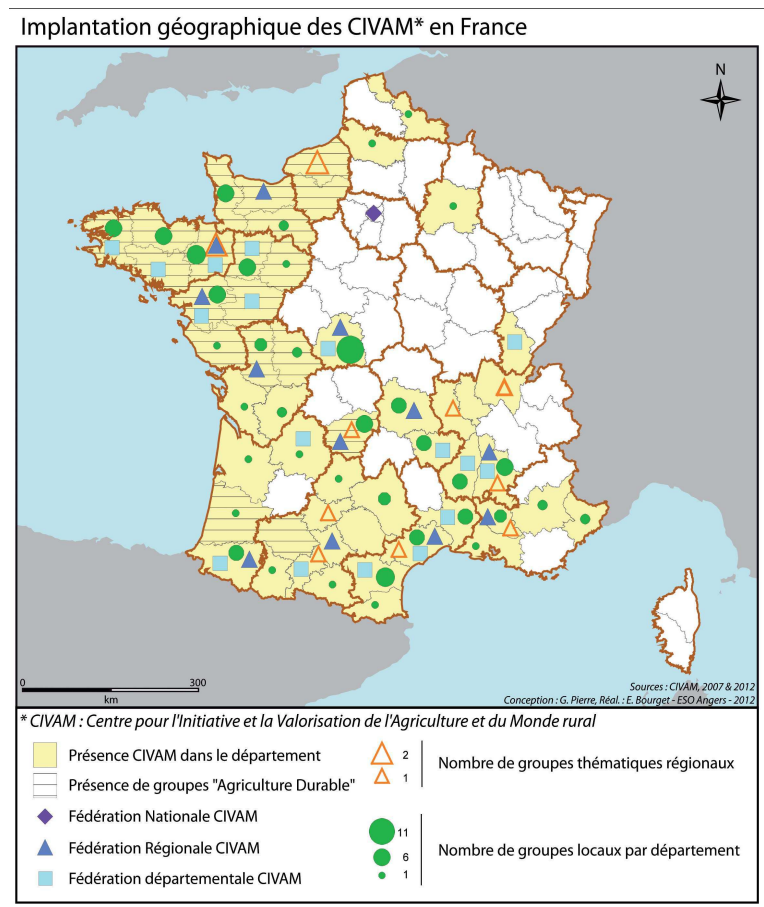 Implantation géographique des CIVAM* en France
N
0 300
km
Sources : CIVAM, 2007 & 2012
Conception : G. Pierre, Réal. : E. Bourget - ESO Angers - 2012
* CIVAM : Centre pour l'Initiative et la Valorisation de l'Agriculture et du Monde rural
Présence CIVAM dans le département
Présence de groupes "Agriculture Durable"
Fédération Nationale CIVAM
Fédération Régionale CIVAM
Fédération départementale CIVAM
2
1
Nombre de groupes thématiques régionaux
11
6
1
Nombre de groupes locaux par département